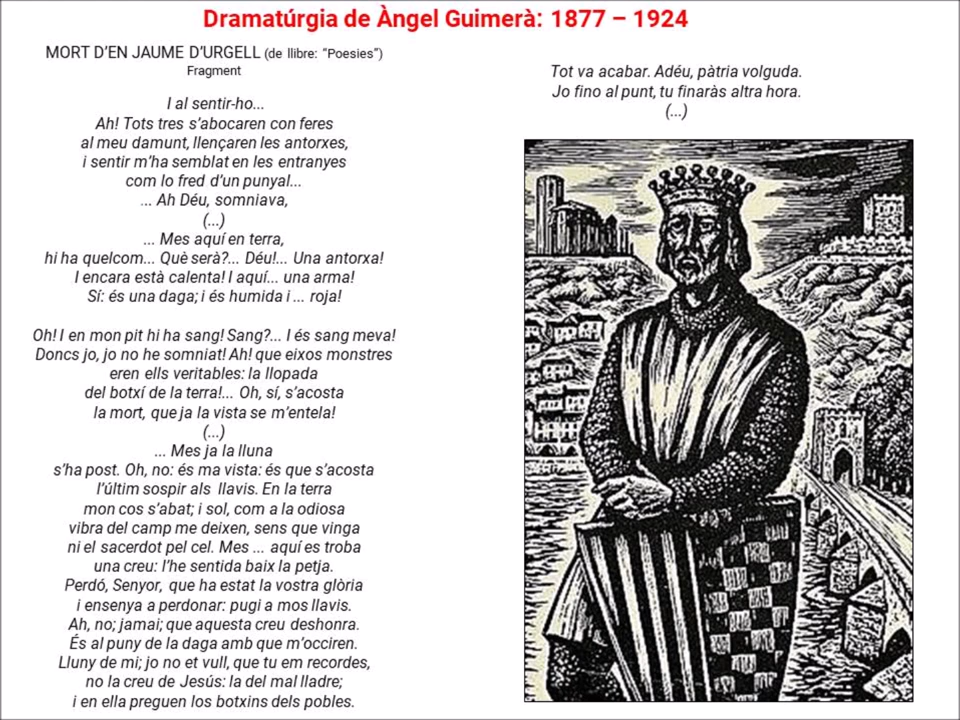 Dramatúrgia de Àngel Guimerà: 1877 – 1924
MORT D’EN JAUME D’URGELL (de llibre: “Poesies”)
Fragment
I al sentir-ho...
Ah! Tots tres s’abocaren con feres
al meu damunt, llençaren les antorxes,
i sentir m’ha semblat en les entranyes
com lo fred d’un punyal...
... Ah Déu, somniava,
(...)
... Mes aquí en terra,
hi ha quelcom... Què serà?... Déu!... Una antorxa!
I encara està calenta! I aquí... una arma!
Sí: és una daga; i és humida i ... roja!
Oh! I en mon pit hi ha sang! Sang?... I és sang meva!
Doncs jo, jo no he somniat! Ah! que eixos monstres
eren ells veritables: la llopada
del botxí de la terra!... Oh, sí, s’acosta
la mort, que ja la vista se m’entela!
(...)
... Mes ja la lluna
s’ha post. Oh, no: és ma vista: és que s’acosta
l’últim sospir als llavis. En la terra
mon cos s’abat; i sol, com a la odiosa
vibra del camp me deixen, sens que vinga
ni el sacerdot pel cel. Mes ... aquí es troba
una creu: l’he sentida baix la petja.
Perdó, Senyor, que ha estat la vostra glòria
i ensenya a perdonar: pugi a mos llavis.
Ah, no; jamai; que aquesta creu deshonra.
És al puny de la daga amb que m’occiren.
Lluny de mi; jo no et vull, que tu em recordes,
no la creu de Jesús: la del mal lladre;
i en ella preguen los botxins dels pobles.
Tot va acabar. Adéu, pàtria volguda.
Jo fino al punt, tu finaràs altra hora.
(...)